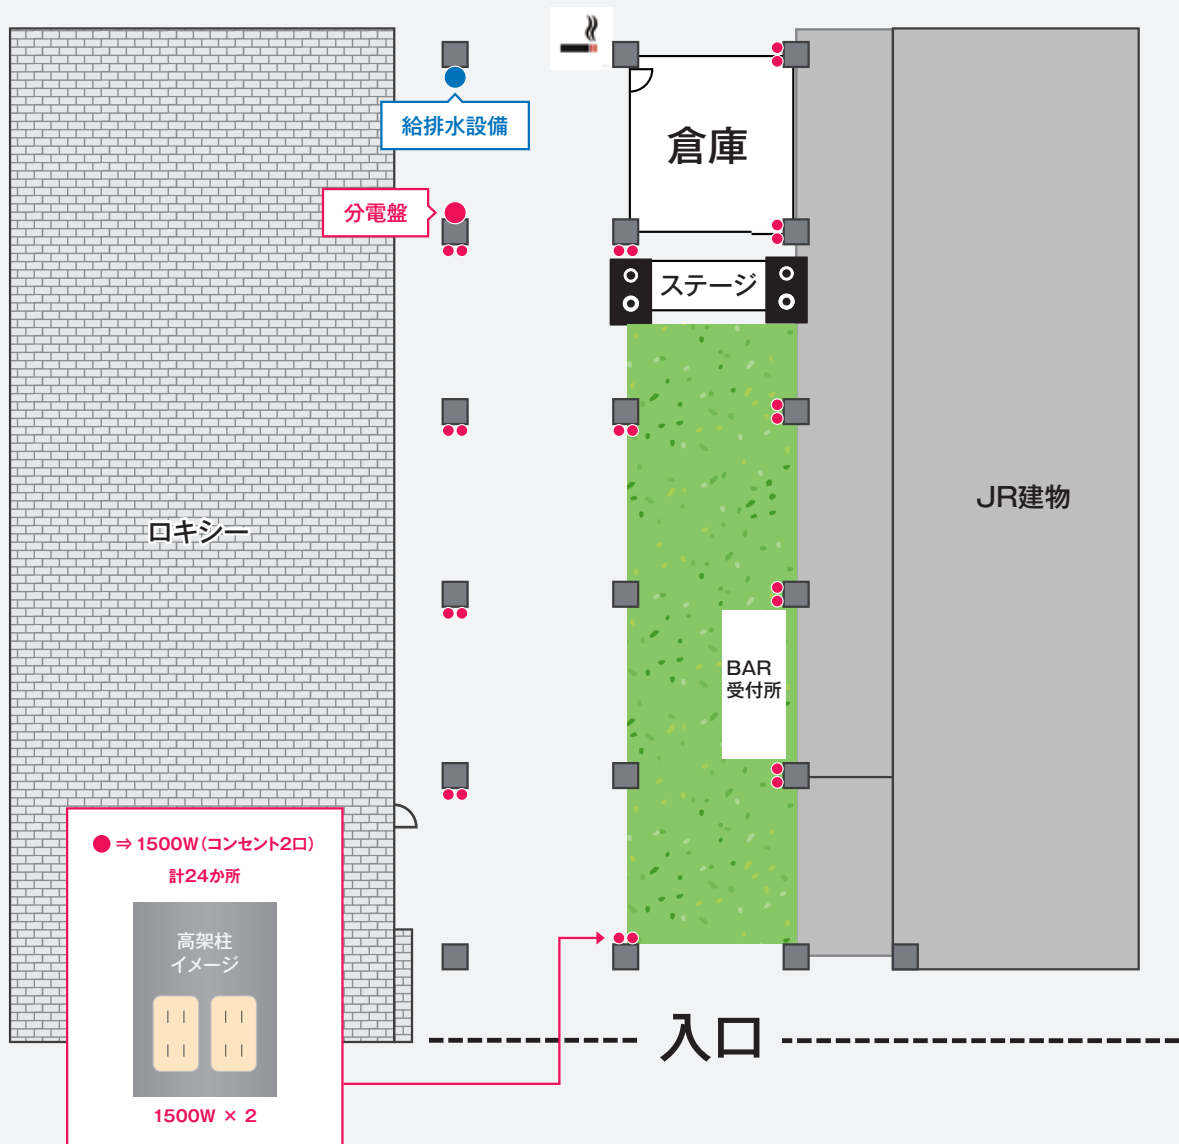 給排水設備
倉庫
分電盤
ステージ
JR建物
ロキシー
BAR
受付所
● ⇒ 1500W(コンセント2口)
計24か所
高架柱
イメージ
1500W × 2
入口